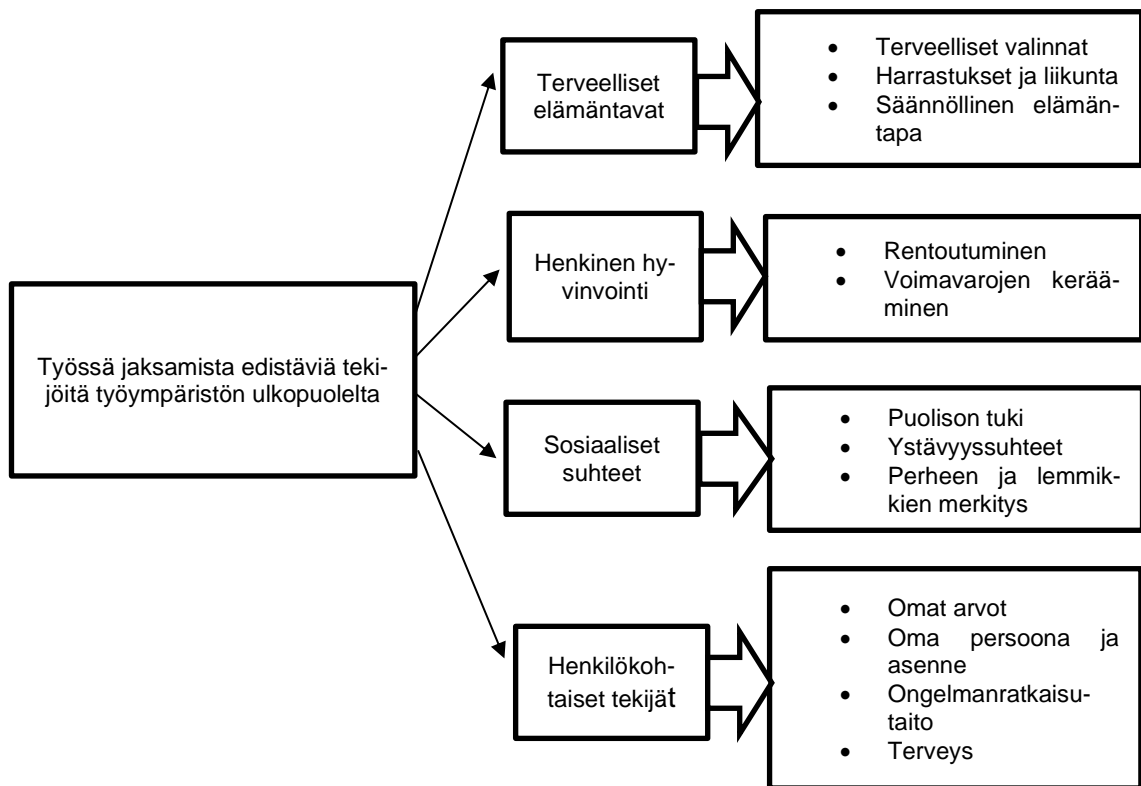 Työssä jaksamista edistäviä teki-
jöitä työympäristön ulkopuolelta
Terveelliset
elämäntavat
• Terveelliset valinnat
• Harrastukset ja liikunta
• Säännöllinen elämän-
tapa
Henkinen hy-
vinvointi
• Rentoutuminen
• Voimavarojen kerää-
minen
Sosiaaliset
suhteet
• Puolison tuki
• Ystävyyssuhteet
• Perheen ja lemmik-
kien merkitys
Henkilökoh-
taiset tekijät
• Omat arvot
• Oma persoona ja
asenne
• Ongelmanratkaisu-
taito
• Terveys